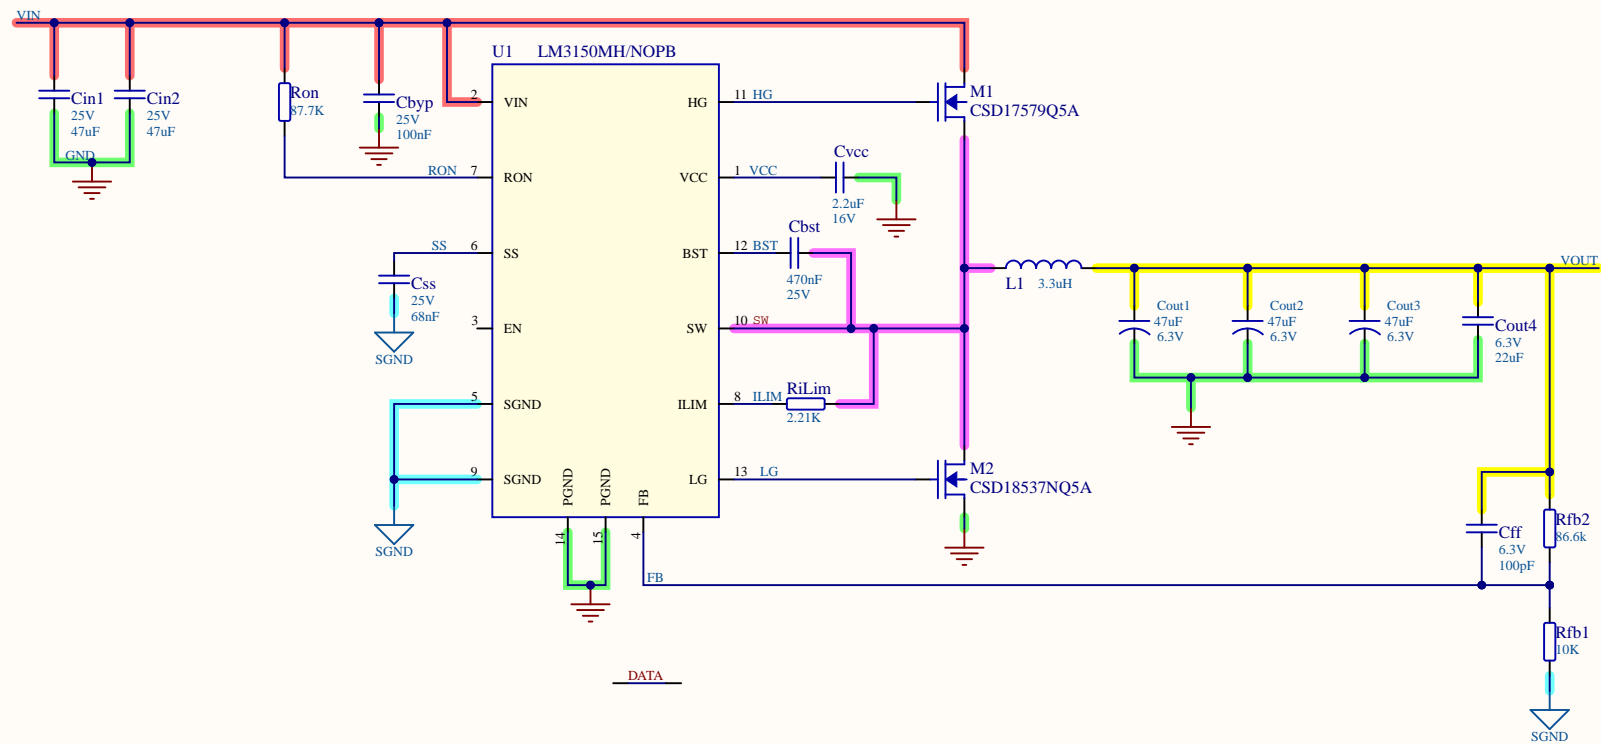 VIN
U1 LM3150MH/NOPB
Cin1
25V
47uF
Cin2
25V
47uF
GND
Ron
87.7K
Cbyp
25V
100nF
2 VIN
HG 11 HG
M1
CSD17579Q5A
RON 7 RON
VCC 1 VCC
Cvcc
2.2uF
16V
SS 6 SS
BST 12 BST
Cbst
470nF
25V
Css
25V
68nF
SGND
3 EN
SW 10 SW
L1 3.3uH
VOUT
Cout1
47uF
6.3V
Cout2
47uF
6.3V
Cout3
47uF
6.3V
Cout4
6.3V
22uF
5 SGND
ILIM 8 ILIM
RiLim
2.21K
9 SGND
LG 13 LG
M2
CSD18537NQ5A
SGND
PGND
PGND
FB
14
15
4
FB
Cff
6.3V
100pF
Rfb2
86.6k
Rfb1
10K
SGND
DATA